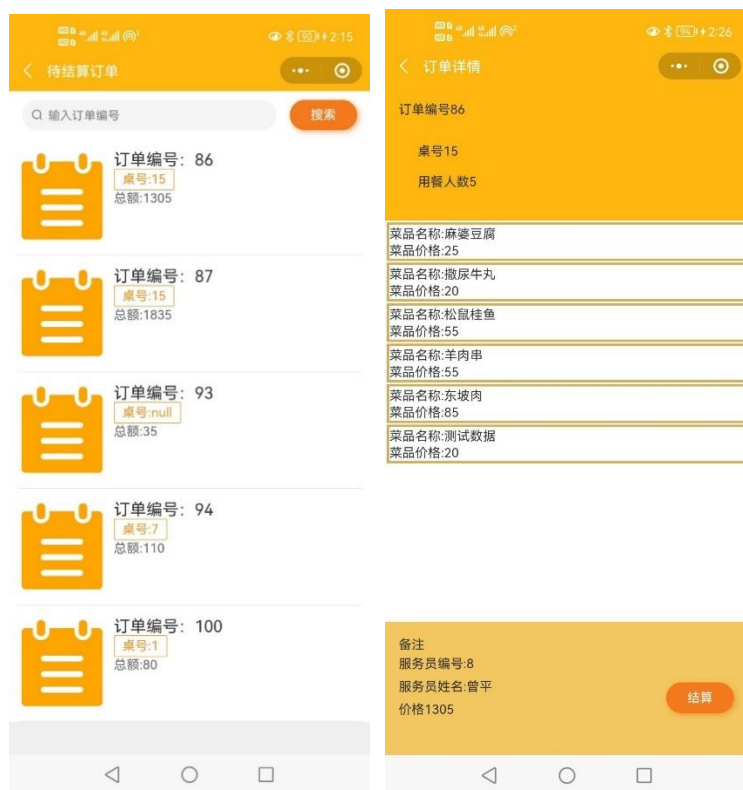 90 2:15
待结算订单
输入订单编号
搜索
订单编号：86
桌号:15
总额:1305
订单编号：87
桌号:15
总额:1835
订单编号：93
桌号:null
总额:35
订单编号：94
桌号:7
总额:110
订单编号：100
桌号:1
总额:80
94 2:26
订单详情
订单编号86
桌号15
用餐人数5
菜品名称:麻婆豆腐
菜品价格:25
菜品名称:撒尿牛丸
菜品价格:20
菜品名称:松鼠桂鱼
菜品价格:55
菜品名称:羊肉串
菜品价格:55
菜品名称:东坡肉
菜品价格:85
菜品名称:测试数据
菜品价格:20
备注
服务员编号:8
服务员姓名:曾平
价格1305
结算